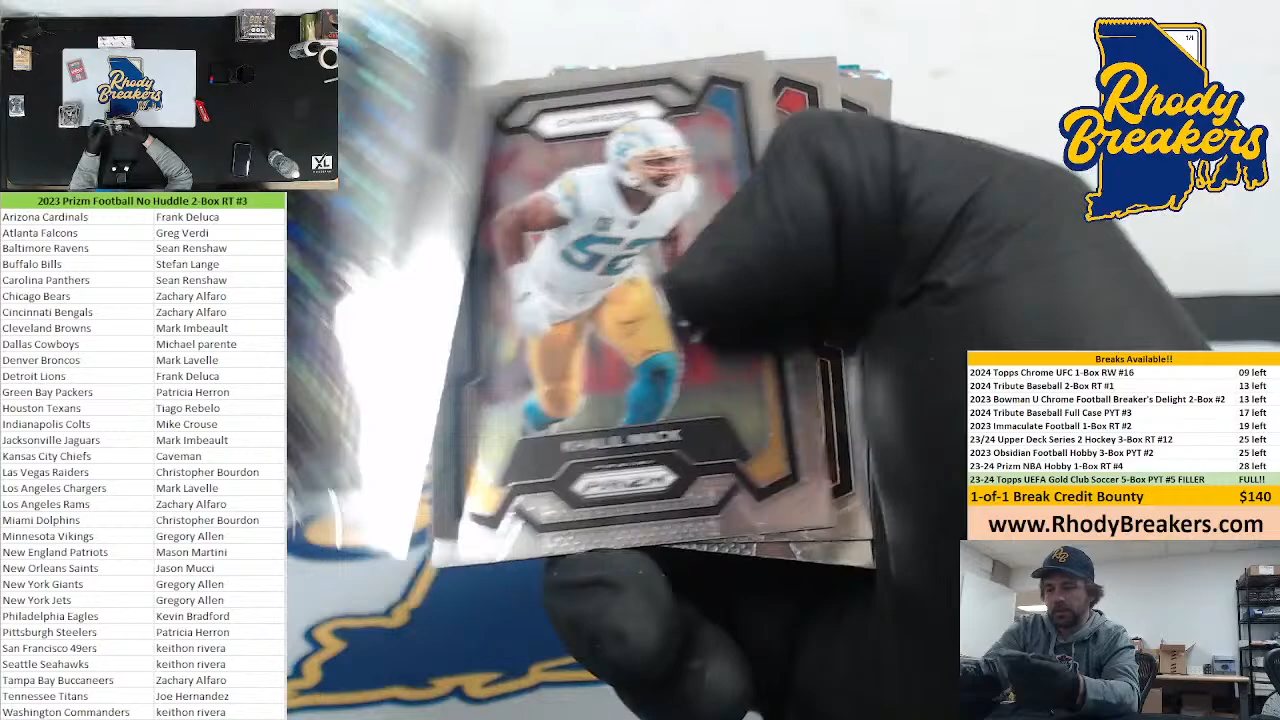 Rhody
Breakers
XL
2023 Prizm Football No Huddle 2-Box RT #3
Arizona Cardinals Frank Deluca
Atlanta Falcons Greg Verdi
Baltimore Ravens Sean Renshaw
Buffalo Bills Stefan Lange
Carolina Panthers Sean Renshaw
Chicago Bears Zachary Alfaro
Cincinnati Bengals Zachary Alfaro
Cleveland Browns Mark Imbeault
Dallas Cowboys Michael parente
Denver Broncos Mark Lavelle
Detroit Lions Frank Deluca
Green Bay Packers Patricia Herron
Houston Texans Tiago Rebelo
Indianapolis Colts Mike Crouse
Jacksonville Jaguars Mark Imbeault
Kansas City Chiefs Caveman
Las Vegas Raiders Christopher Bourdon
Los Angeles Chargers Mark Lavelle
Los Angeles Rams Zachary Alfaro
Miami Dolphins Christopher Bourdon
Minnesota Vikings Gregory Allen
New England Patriots Mason Martini
New Orleans Saints Jason Mucci
New York Giants Gregory Allen
New York Jets Gregory Allen
Philadelphia Eagles Kevin Bradford
Pittsburgh Steelers Patricia Herron
San Francisco 49ers keithon rivera
Seattle Seahawks keithon rivera
Tampa Bay Buccaneers Zachary Alfaro
Tennessee Titans Joe Hernandez
Washington Commanders keithon rivera
CHARGERS
52
KHALIL MACK
PRIZM
1/1
Rhody
Breakers
Breaks Available!!
2024 Topps Chrome UFC 1-Box RW #16 09 left
2024 Tribute Baseball 2-Box RT #1 13 left
2023 Bowman U Chrome Football Breaker's Delight 2-Box #2 13 left
2024 Tribute Baseball Full Case PYT #3 17 left
2023 Immaculate Football 1-Box RT #2 19 left
23/24 Upper Deck Series 2 Hockey 3-Box RT #12 25 left
2023 Obsidian Football Hobby 3-Box PYT #2 25 left
23-24 Prizm NBA Hobby 1-Box RT #4 28 left
23-24 Topps UEFA Gold Club Soccer 5-Box PYT #5 FILLER FULL!!
1-of-1 Break Credit Bounty $140
www.RhodyBreakers.com
RB